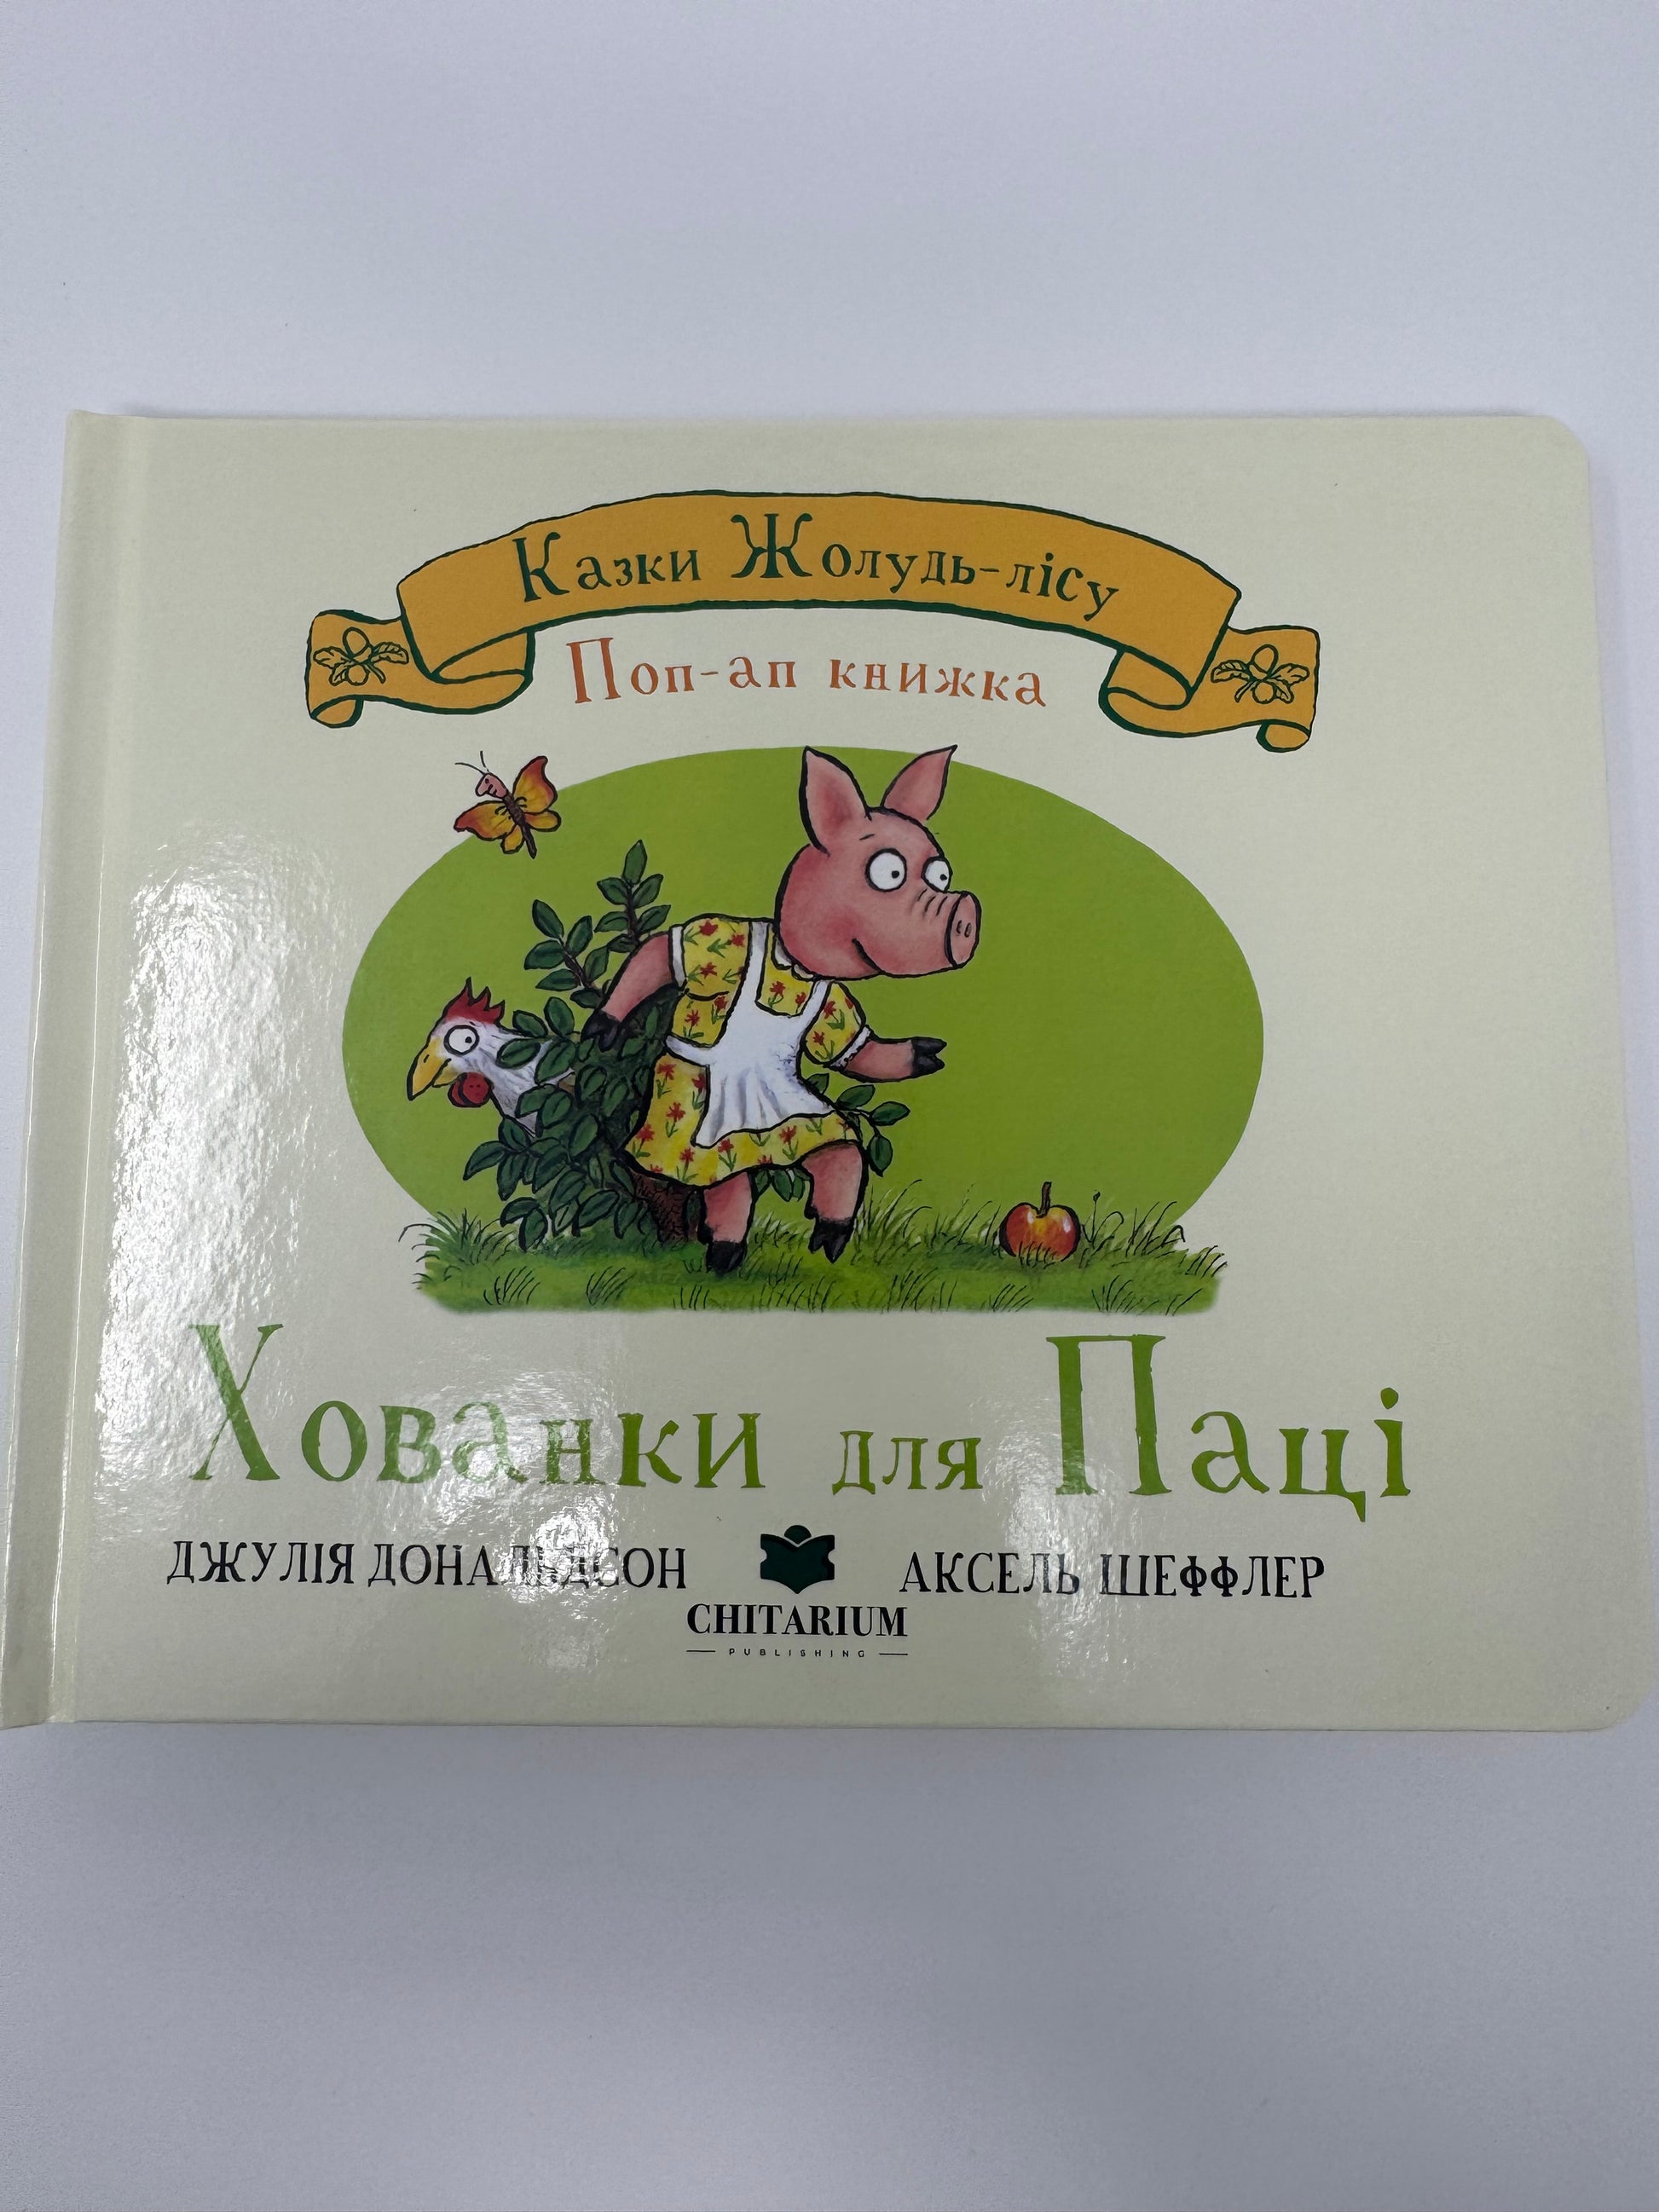 Казки Жолудь-лісу
Поп-ап книжка
Хованки для Паці
ДЖУЛІЯ ДОНАЛЬДСОН
АКСЕЛЬ ШЕФФЛЕР
CHITARIUM
PUBLISHING